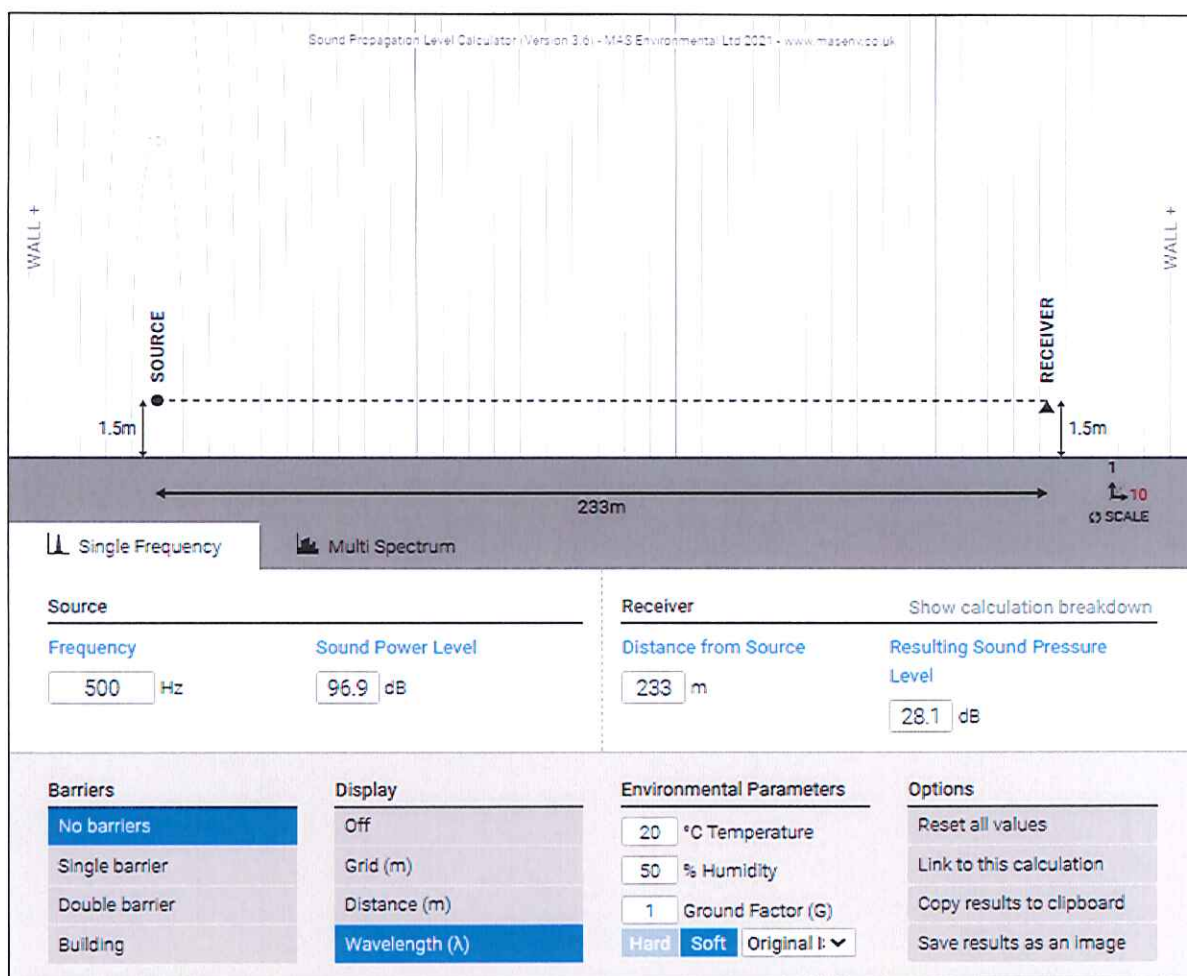 Sound Propagation Level Calculator (Version 3.6) - MAS Environmental Ltd 2021 - www.masenv.co.uk
WALL +
WALL +
SOURCE
RECEIVER
1.5m
1.5m
233m
1
10
SCALE
Single Frequency
Multi Spectrum
Source
Receiver
Show calculation breakdown
Frequency
Sound Power Level
Distance from Source
Resulting Sound Pressure
Level
500 Hz
96.9 dB
233 m
28.1 dB
Barriers
Display
Environmental Parameters
Options
No barriers
Off
20 °C Temperature
Reset all values
Single barrier
Grid (m)
50 % Humidity
Link to this calculation
Double barrier
Distance (m)
1 Ground Factor (G)
Copy results to clipboard
Building
Wavelength (λ)
Hard Soft Original
Save results as an image